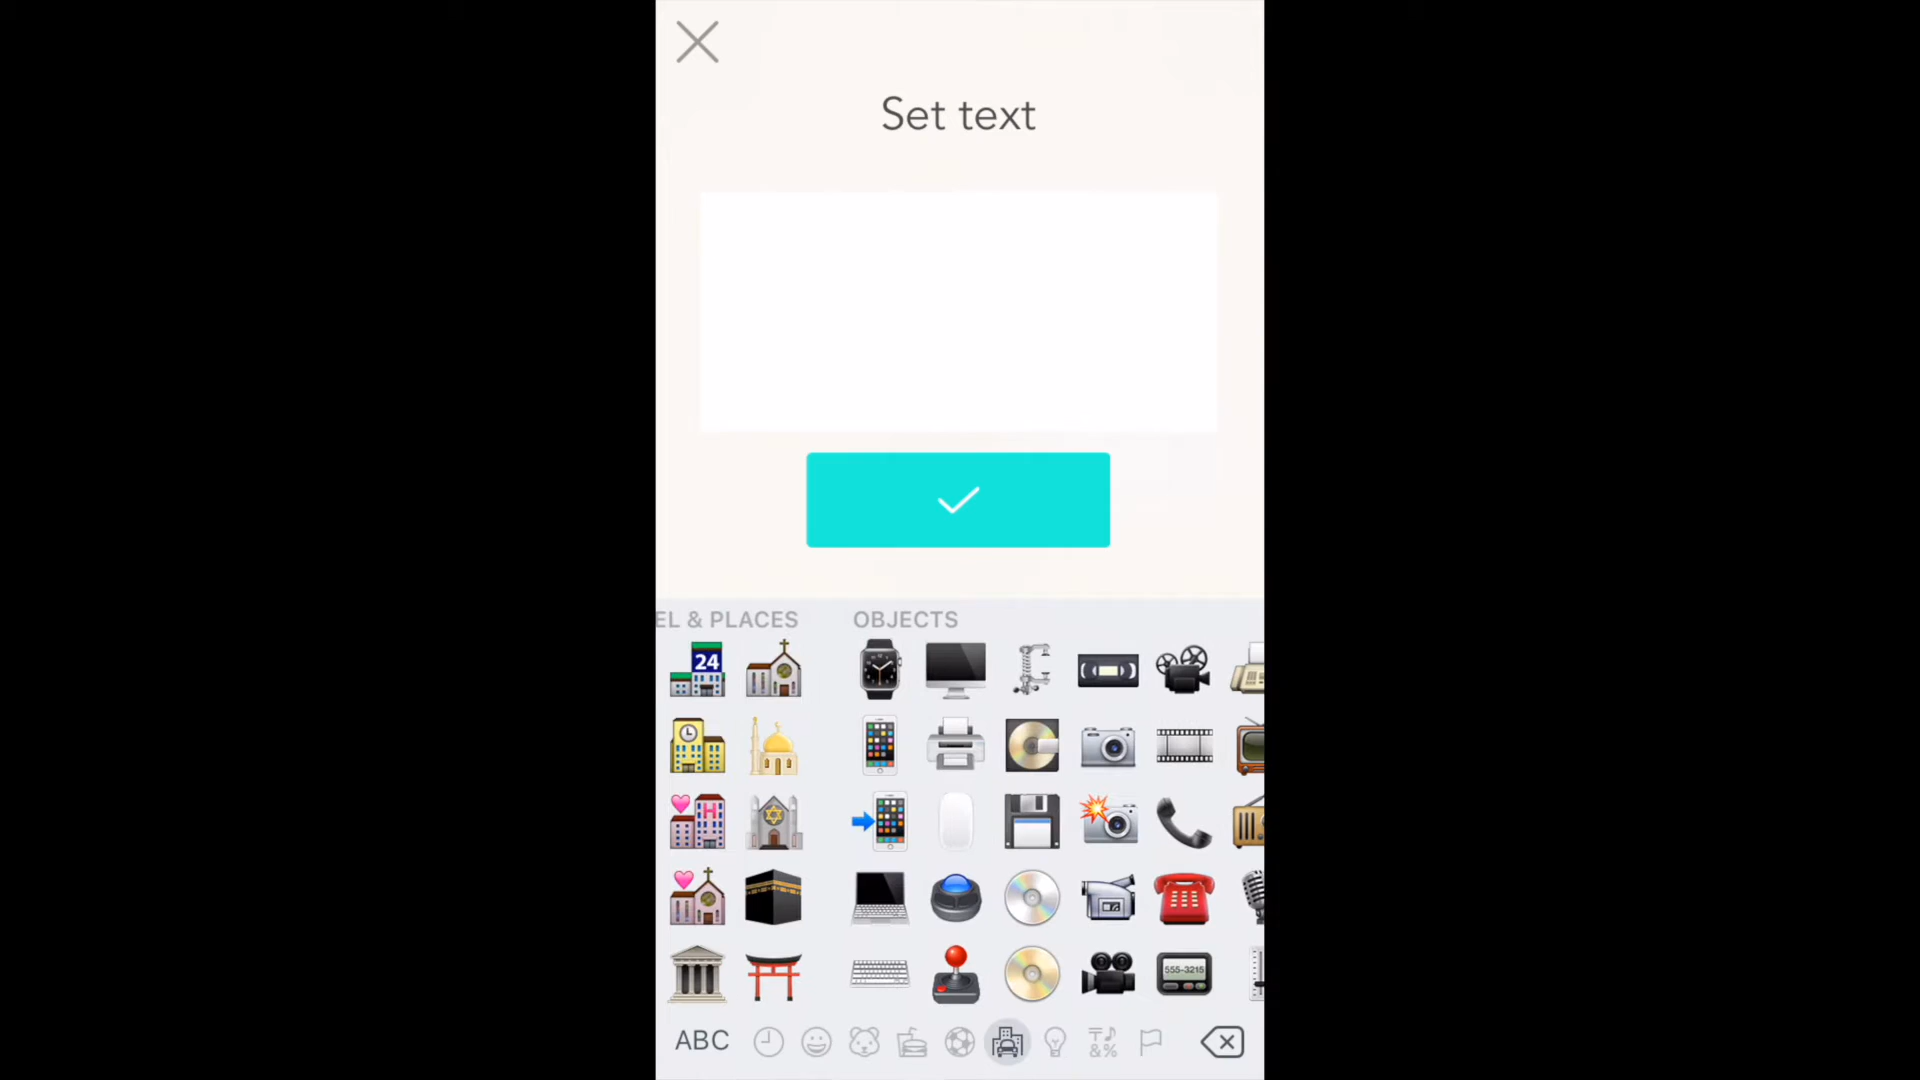 Set text
EL & PLACES
OBJECTS
24
H
555-3215
ABC
&%